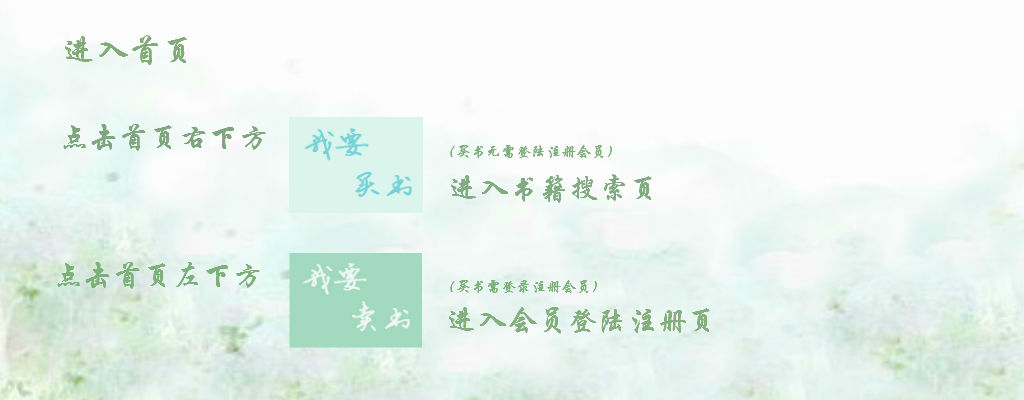 进入首页
点击首页右下方
我要
买书
(买书无需登陆注册会员)
进入书籍搜索页
点击首页左下方
我要
卖书
(买书需登录注册会员)
进入会员登陆注册页